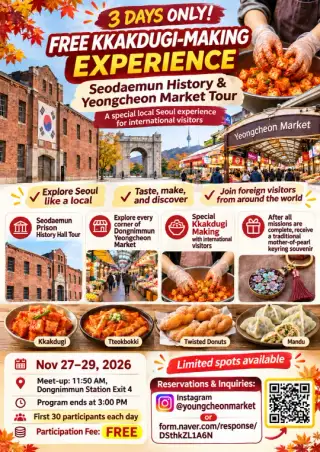 3 DAYS ONLY!
FREE KKAKDUGI-MAKING
EXPERIENCE
Seodaemun History &
Yeongcheon Market Tour
A special local Seoul experience
for international visitors
Yeongcheon Market
Explore Seoul
like a local
Taste, make,
and discover
Join foreign visitors
from around the world
Seodaemun
Prison
History Hall Tour
Explore every
corner of
Dongnimmun
Yeongcheon
Market
Special
Kkakdugi
Making
with international
visitors
After all
missions are
complete, receive
a traditional
mother-of-pearl
keyring souvenir
Kkakdugi
Tteokbokki
Twisted Donuts
Mandu
Nov 27–29, 2026
Meet-up: 11:50 AM,
Dongnimmun Station Exit 4
Program ends at 3:00 PM
First 30 participants each day
Participation Fee: FREE
Limited spots available
Reservations & Inquiries:
Instagram
@youngcheonmarket
or
form.naver.com/response/
DSthkZL1A6N